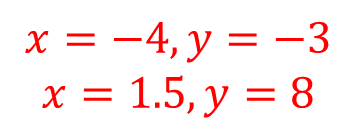 x = −4, y = −3
x = 1.5, y = 8